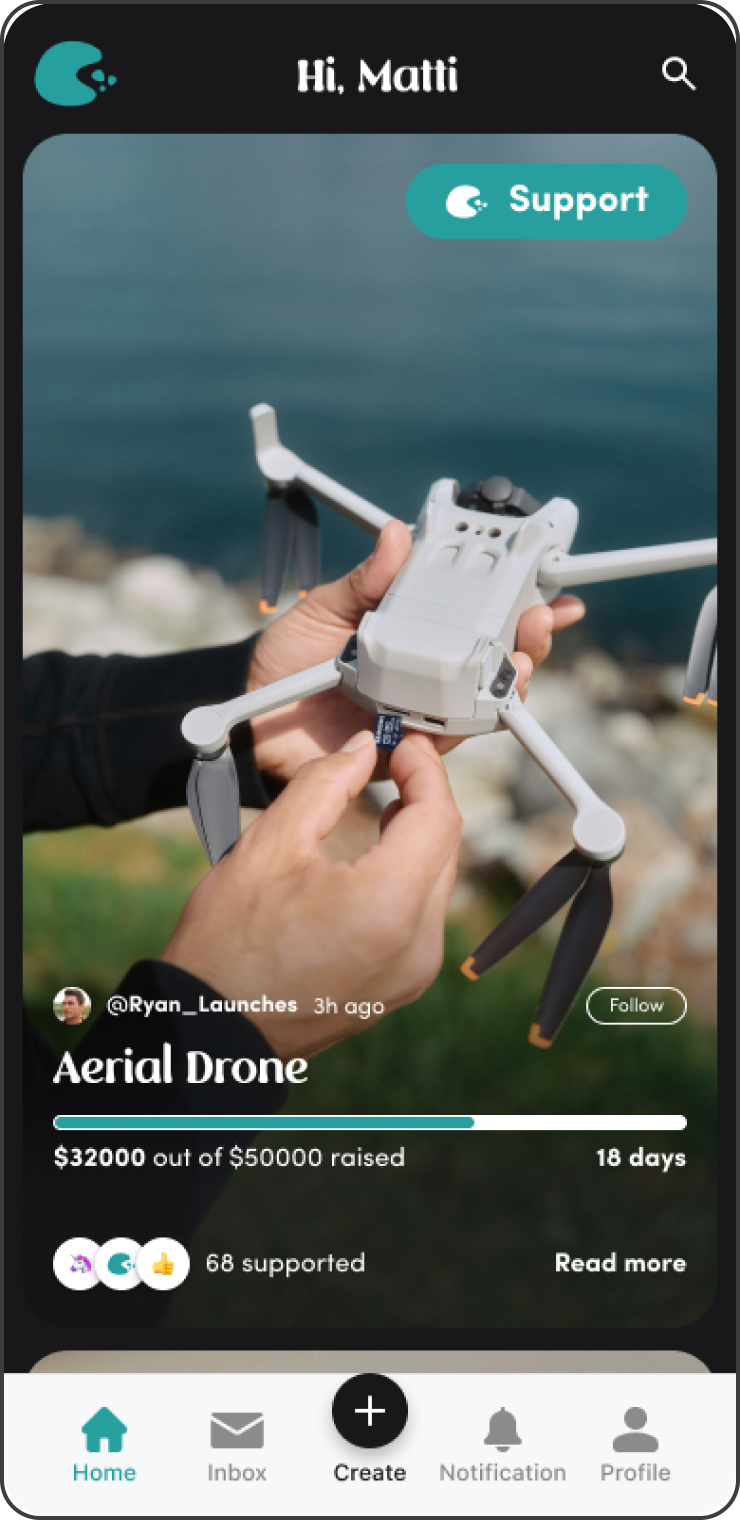 Hi, Matti
Support
@Ryan_Launches 3h ago Follow
Aerial Drone
$32000 out of $50000 raised 18 days
68 supported Read more
Home Inbox Create Notification Profile